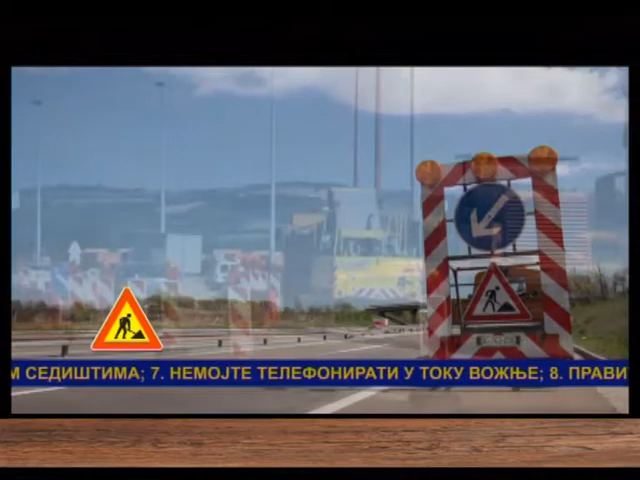 М СЕДИШТИМА; 7. НЕМОЈТЕ ТЕЛЕФОНИРАТИ У ТОКУ ВОЖЊЕ; 8. ПРАВИ